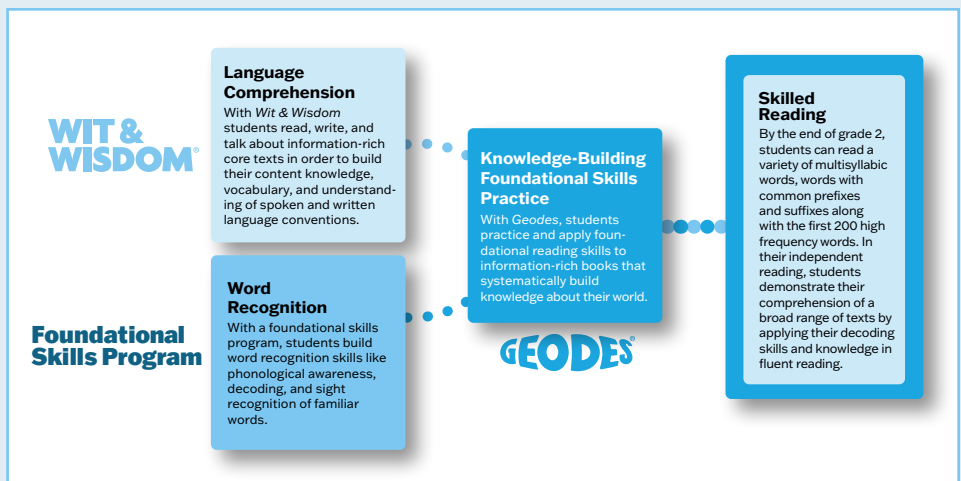 WIT &
WISDOM®
Language
Comprehension
With Wit & Wisdom
students read, write, and
talk about information-rich
core texts in order to build
their content knowledge,
vocabulary, and understand-
ing of spoken and written
language conventions.
Foundational
Skills Program
Word
Recognition
With a foundational skills
program, students build
word recognition skills like
phonological awareness,
decoding, and sight
recognition of familiar
words.
Knowledge-Building
Foundational Skills
Practice
With Geodes, students
practice and apply foun-
dational reading skills to
information-rich books that
systematically build
knowledge about their world.
GEODES®
Skilled
Reading
By the end of grade 2,
students can read a
variety of multisyllabic
words, words with
common prefixes
and suffixes along
with the first 200 high
frequency words. In
their independent
reading, students
demonstrate their
comprehension of a
broad range of texts by
applying their decoding
skills and knowledge in
fluent reading.